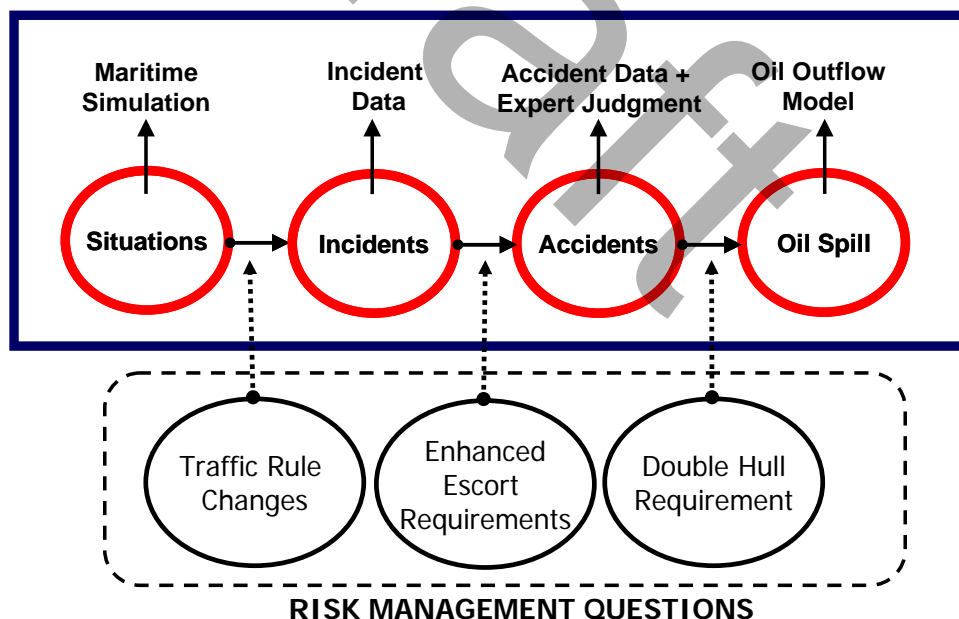 Maritime
Simulation
Incident
Data
Accident Data +
Expert Judgment
Oil Outflow
Model
Situations
Incidents
Accidents
Oil Spill
Traffic Rule
Changes
Enhanced
Escort
Requirements
Double Hull
Requirement
RISK MANAGEMENT QUESTIONS